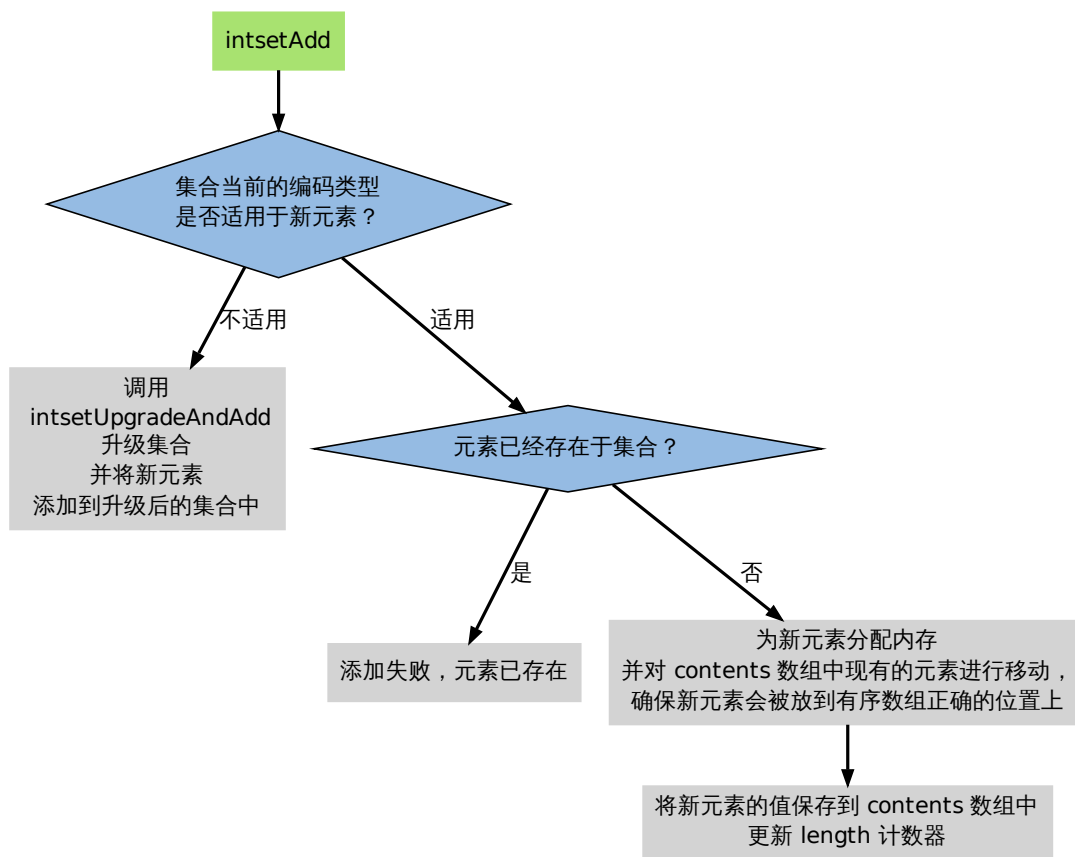 intsetAdd
集合当前的编码类型
是否适用于新元素？
不适用
适用
调用
intsetUpgradeAndAdd
升级集合
并将新元素
添加到升级后的集合中
元素已经存在于集合？
是
否
添加失败，元素已存在
为新元素分配内存
并对 contents 数组中现有的元素进行移动，
确保新元素会被放到有序数组正确的位置上
将新元素的值保存到 contents 数组中
更新 length 计数器